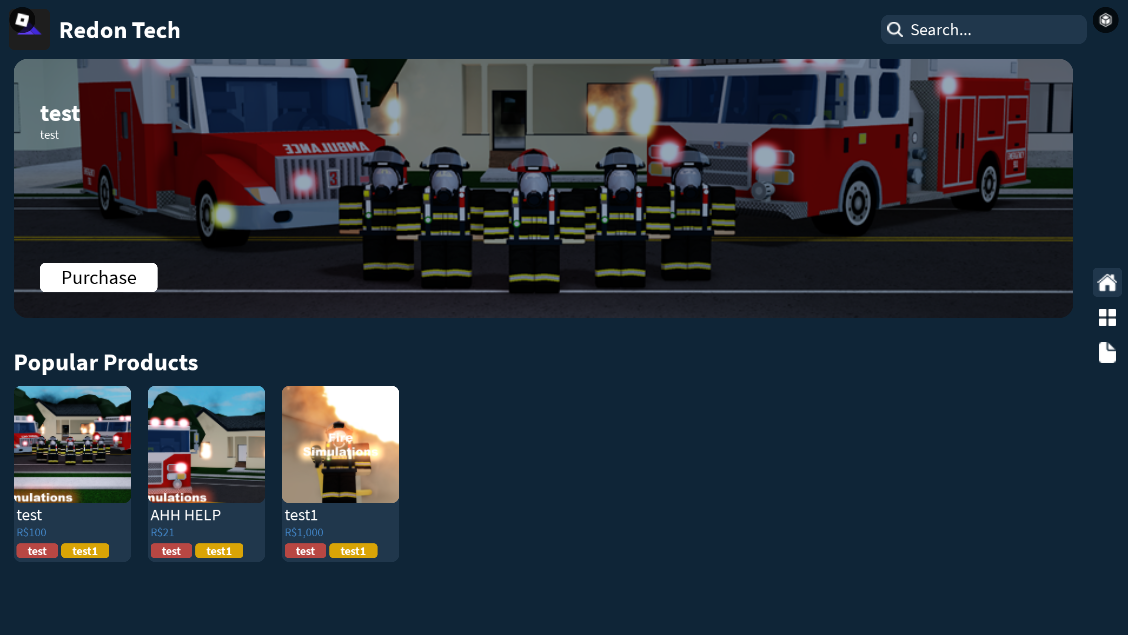 Redon Tech
Search...
test
test
AMBULANCE
3
Purchase
Popular Products
Fire
Simulations
mulations
mulations
test
AHH HELP
test1
R$100
R$21
R$1,000
test test1
test test1
test test1